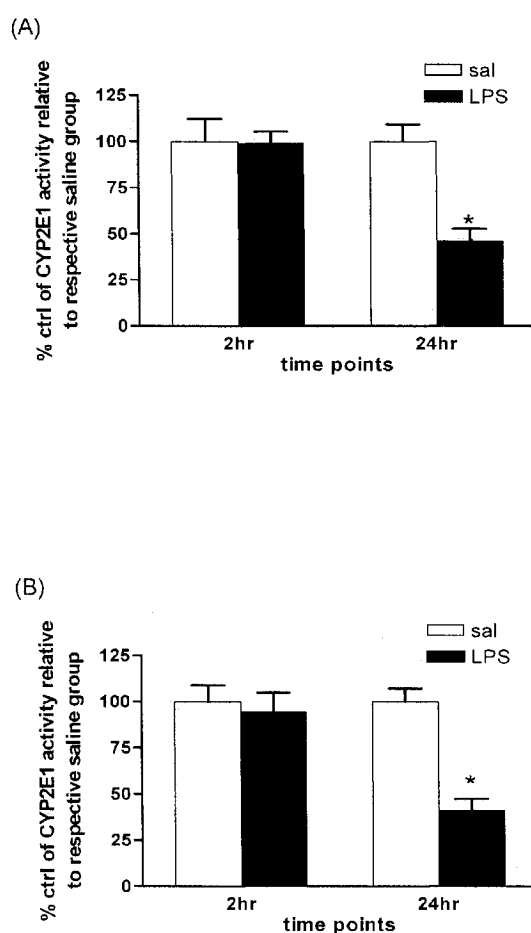 (A)
sal
LPS
% ctrl of CYP2E1 activity relative
to respective saline group
125
100
75
50
25
0
*
2hr
24hr
time points
(B)
sal
LPS
% ctrl of CYP2E1 activity relative
to respective saline group
125
100
75
50
25
0
*
2hr
24hr
time points